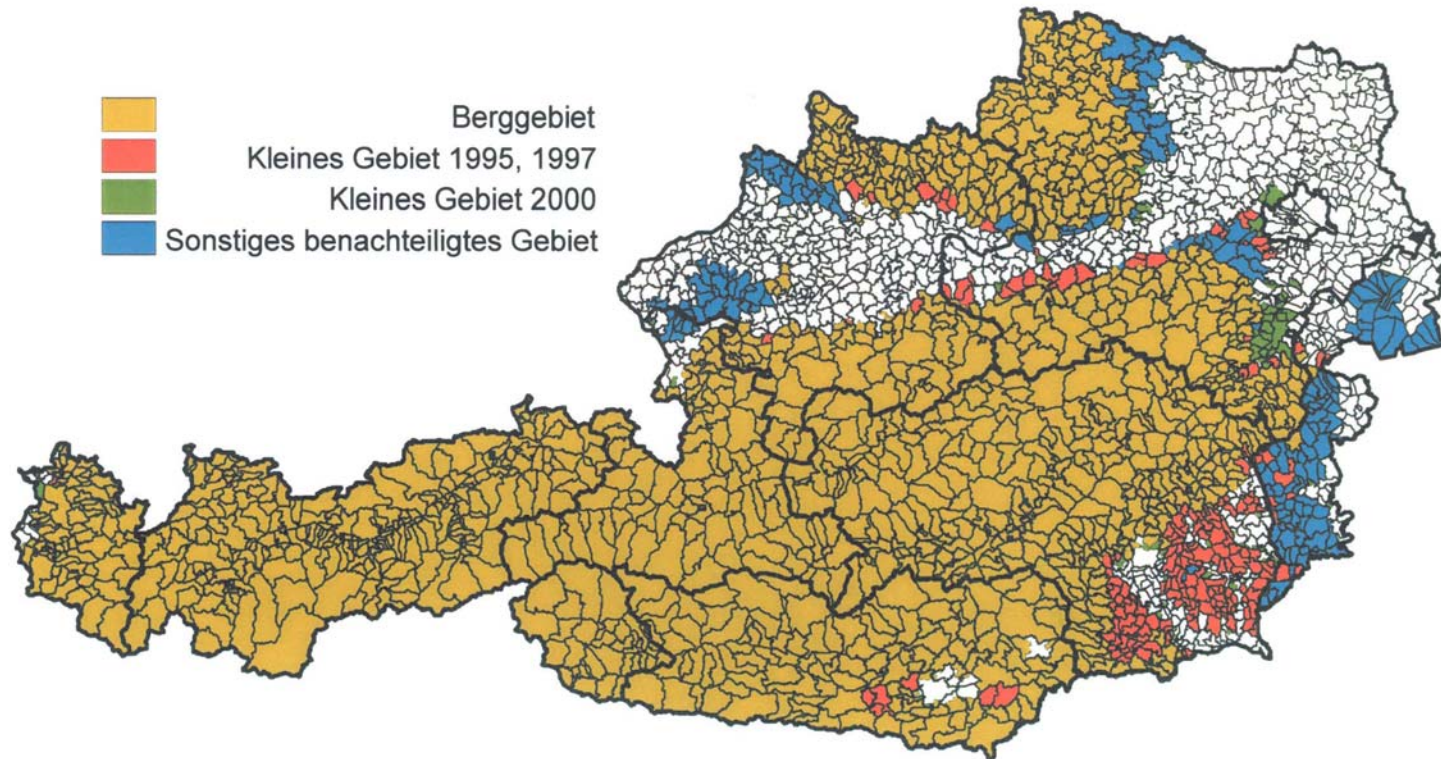 Berggebiet
Kleines Gebiet 1995, 1997
Kleines Gebiet 2000
Sonstiges benachteiligtes Gebiet